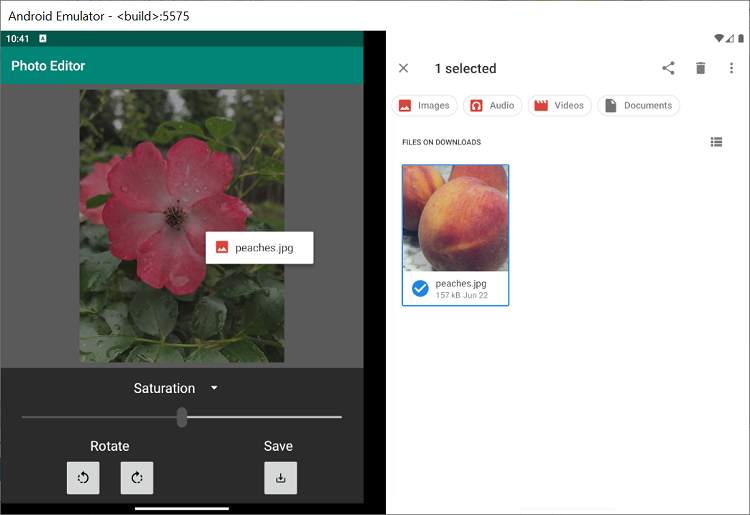 Android Emulator - <build>:5575
10:41 A
Photo Editor
peaches.jpg
Saturation
Rotate
Save
1 selected
Images
Audio
Videos
Documents
FILES ON DOWNLOADS
peaches.jpg
157 kB Jun 22